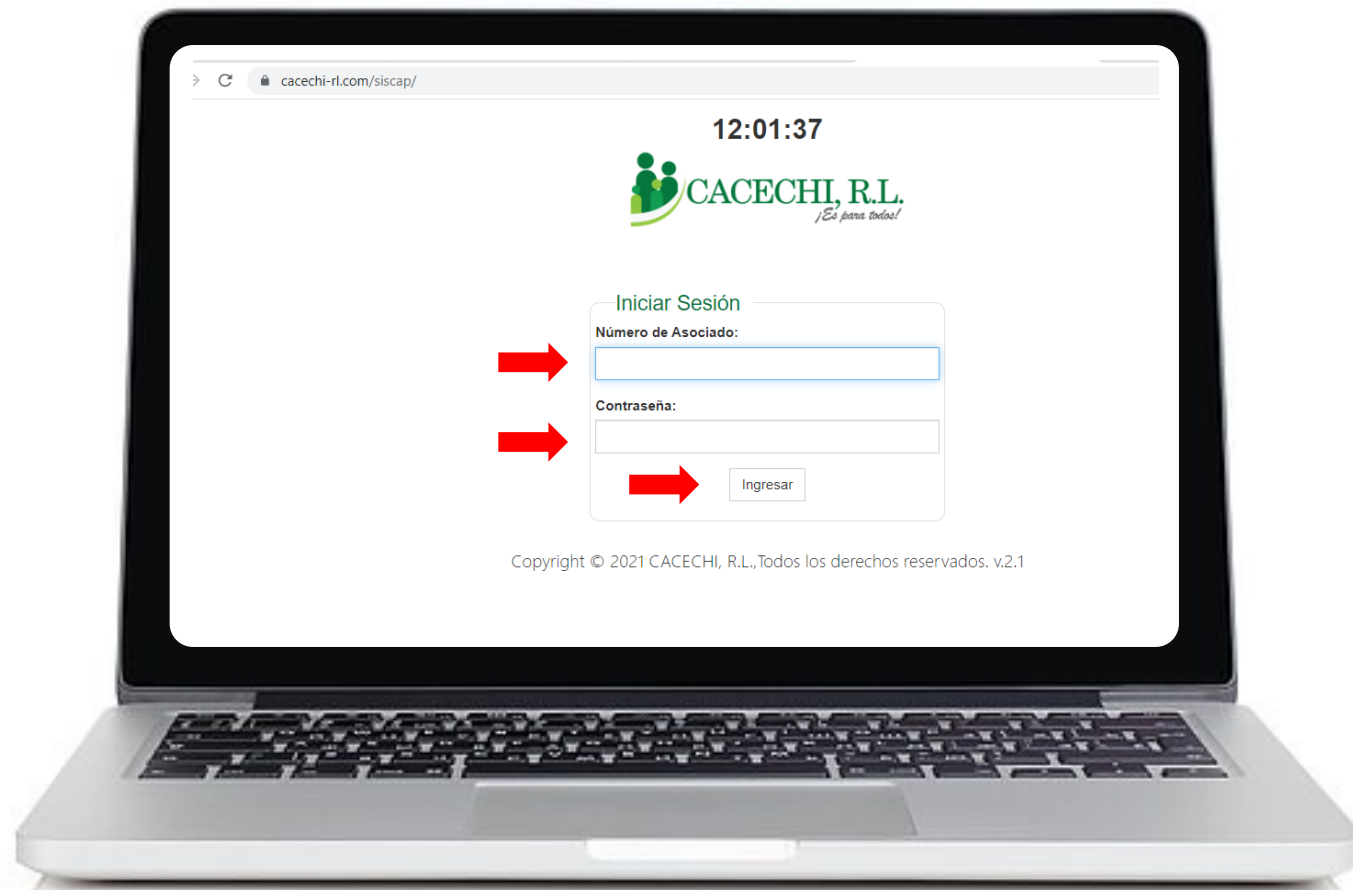 cacechi-rl.com/siscap/
12:01:37
CACECHI, R.L.
¡Es para todos!
Iniciar Sesión
Número de Asociado:
Contraseña:
Ingresar
Copyright © 2021 CACECHI, R.L.,Todos los derechos reservados. v.2.1